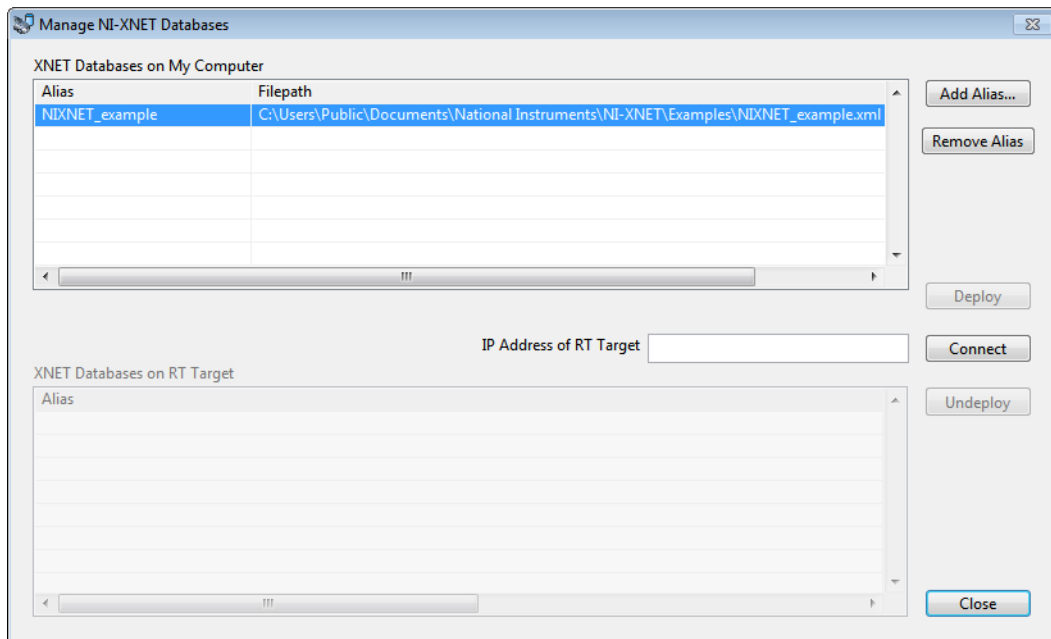 Manage NI-XNET Databases
XNET Databases on My Computer
Alias Filepath
Add Alias...
NIXNET_example C:\Users\Public\Documents\National Instruments\NI-XNET\Examples\NIXNET_example.xml
Remove Alias
Deploy
IP Address of RT Target
Connect
XNET Databases on RT Target
Alias
Undeploy
Close